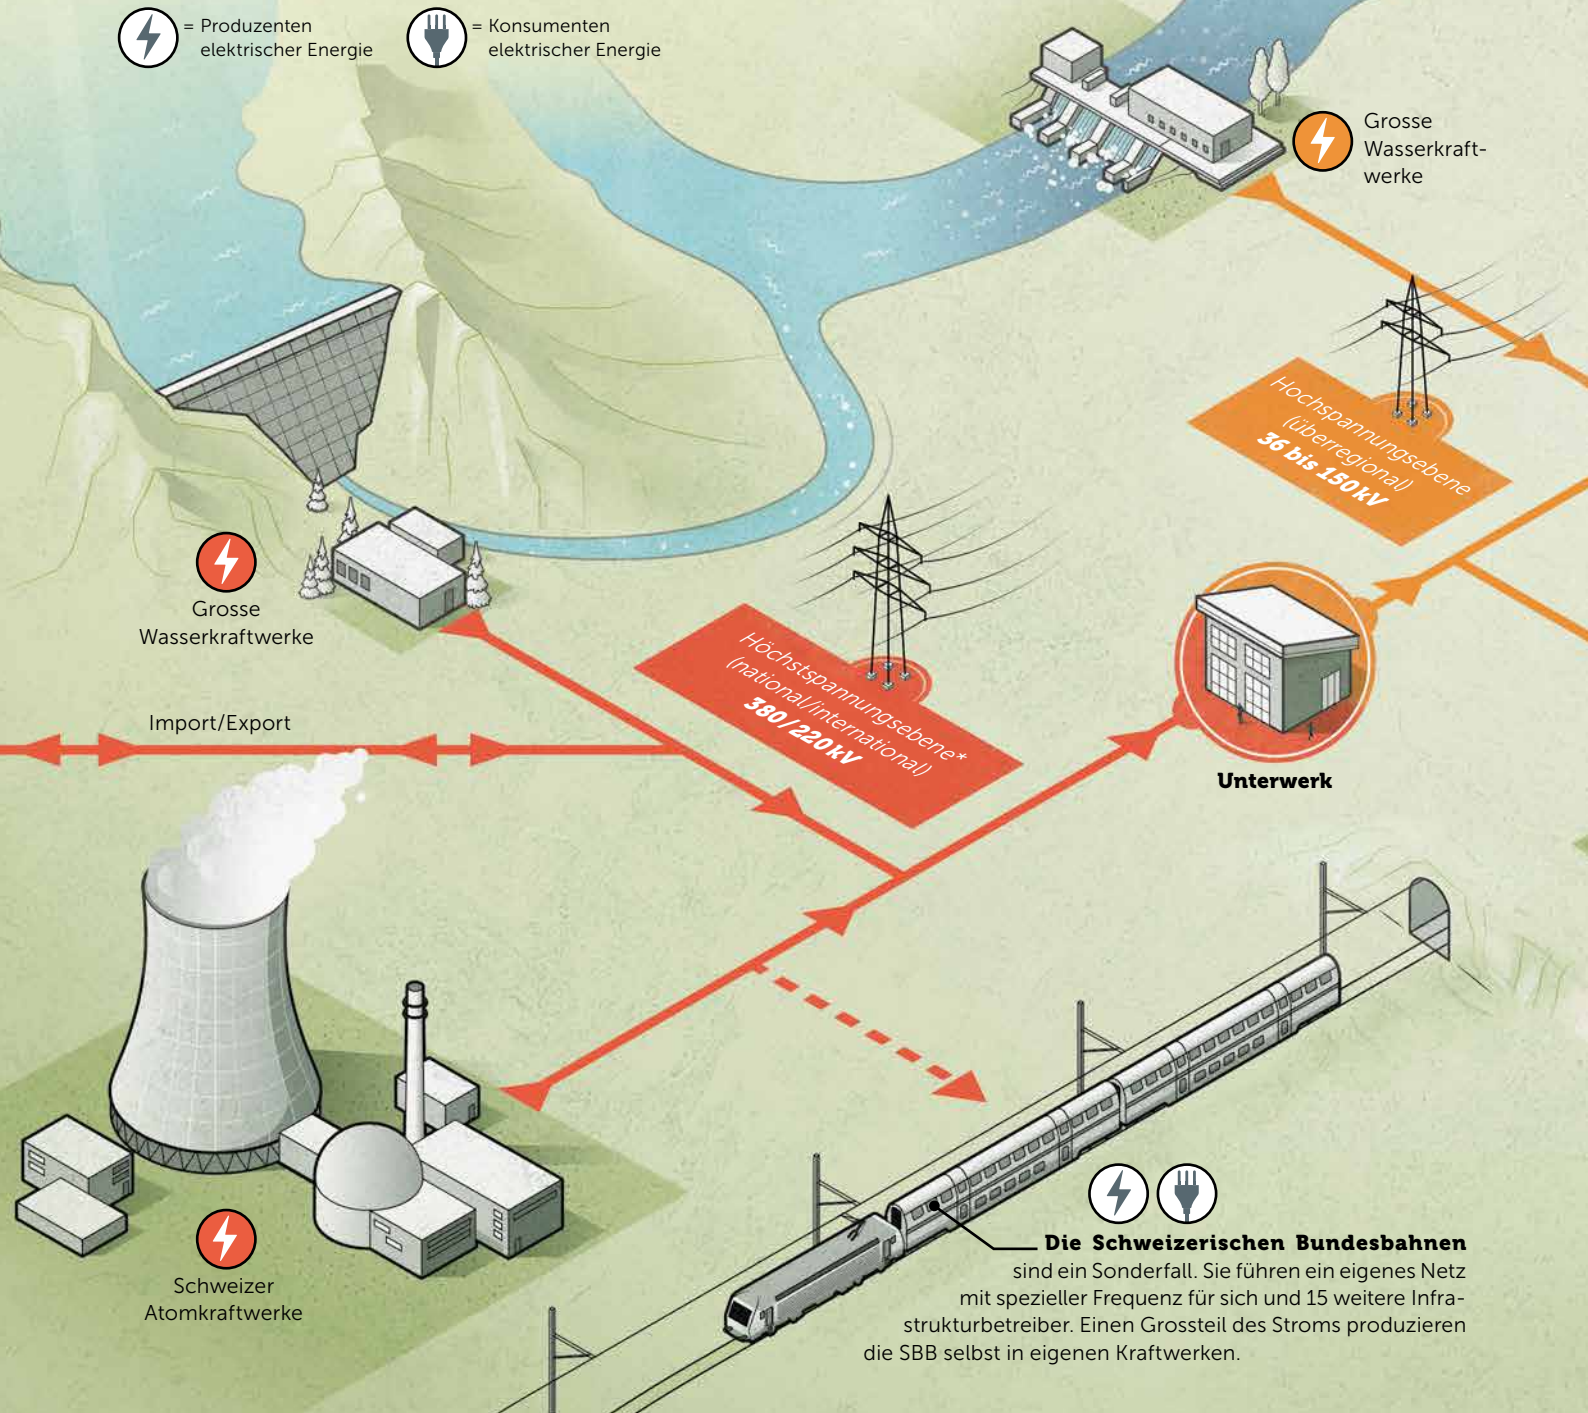 = Produzenten
elektrischer Energie
= Konsumenten
elektrischer Energie
Grosse
Wasserkraft-
werke
Hochspannungsebene
(überregional)
36 bis 150 kV
Grosse
Wasserkraftwerke
Höchstspannungsebene*
(national/international)
380/220 kV
Import/Export
Unterwerk
Schweizer
Atomkraftwerke
Die Schweizerischen Bundesbahnen
sind ein Sonderfall. Sie führen ein eigenes Netz
mit spezieller Frequenz für sich und 15 weitere Infra-
strukturbetreiber. Einen Grossteil des Stroms produzieren
die SBB selbst in eigenen Kraftwerken.